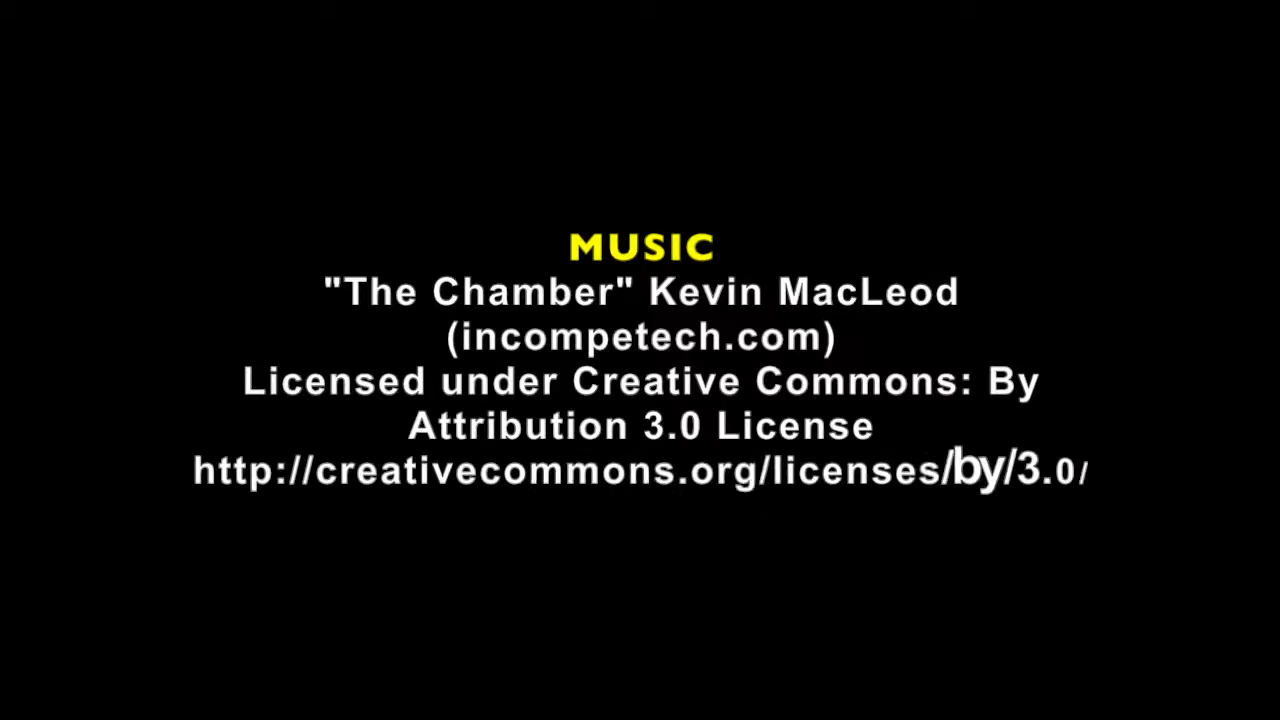 MUSIC
"The Chamber" Kevin MacLeod
(incompetech.com)
Licensed under Creative Commons: By
Attribution 3.0 License
http://creativecommons.org/licenses/by/3.0/